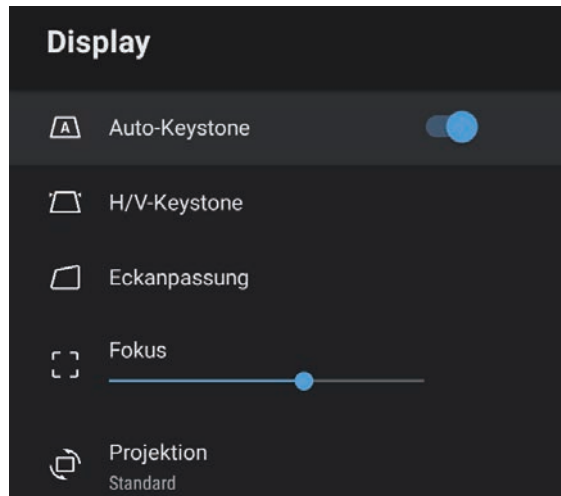 Display
A
Auto-Keystone
H/V-Keystone
Eckanpassung
Fokus
Projektion
Standard